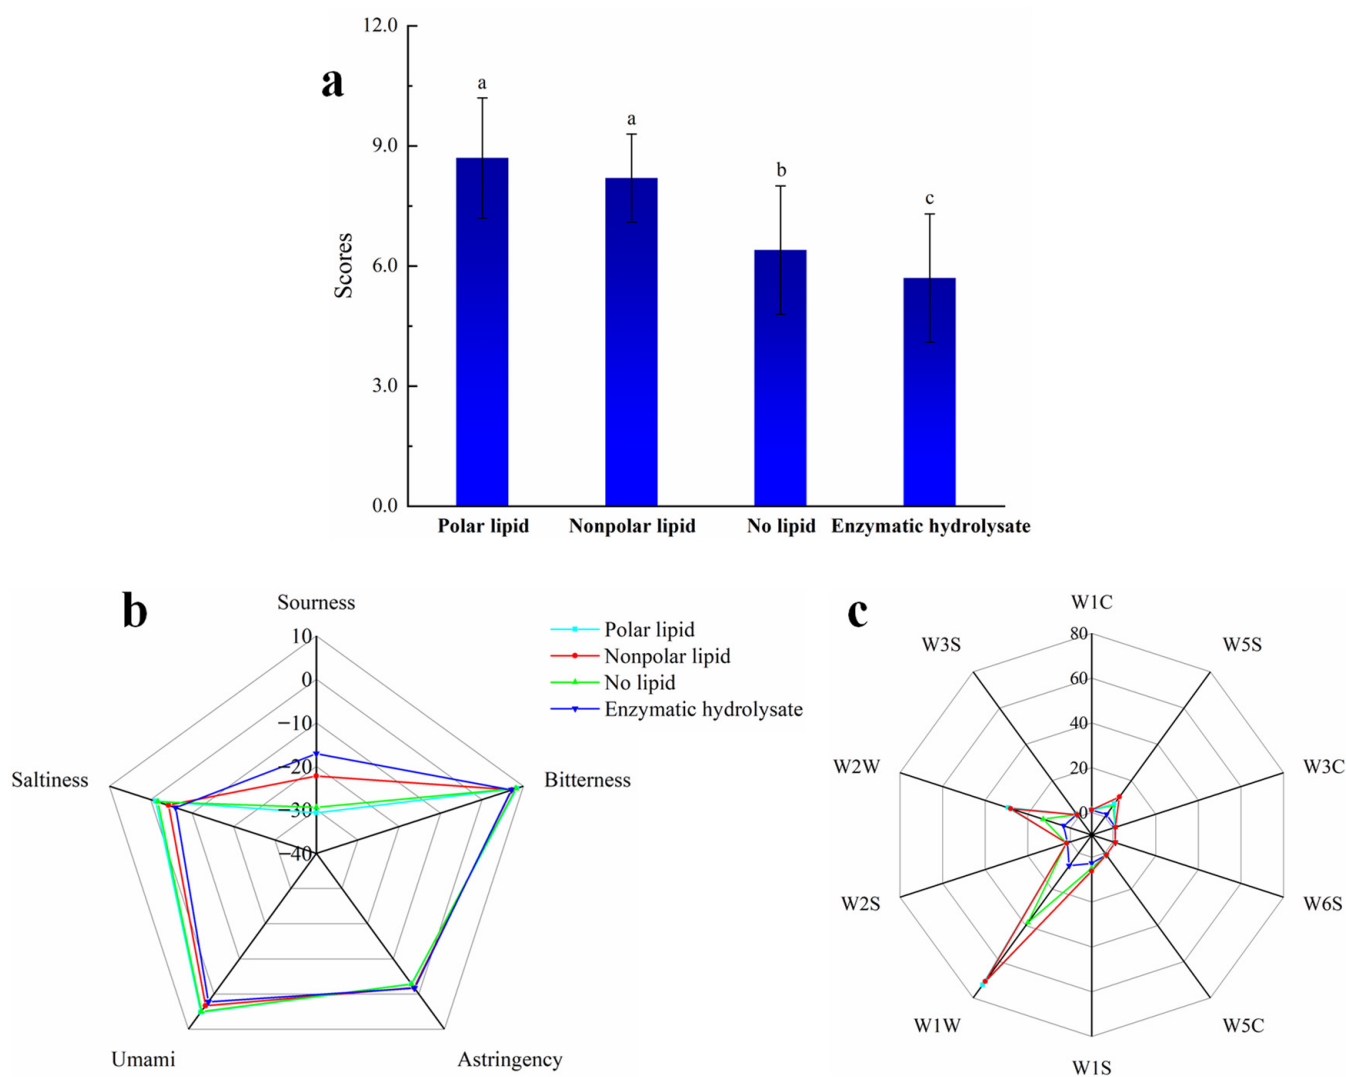 12.0
a
a
a
9.0
b
c
6.0
Scores
3.0
0.0
Polar lipid
Nonpolar lipid
No lipid
Enzymatic hydrolysate
b
Sourness
10
0
−10
−20
−30
−40
Saltiness
Bitterness
Umami
Astringency
Polar lipid
Nonpolar lipid
No lipid
Enzymatic hydrolysate
c
W1C
80
60
40
20
0
W3S
W5S
W2W
W3C
W2S
W6S
W1W
W5C
W1S